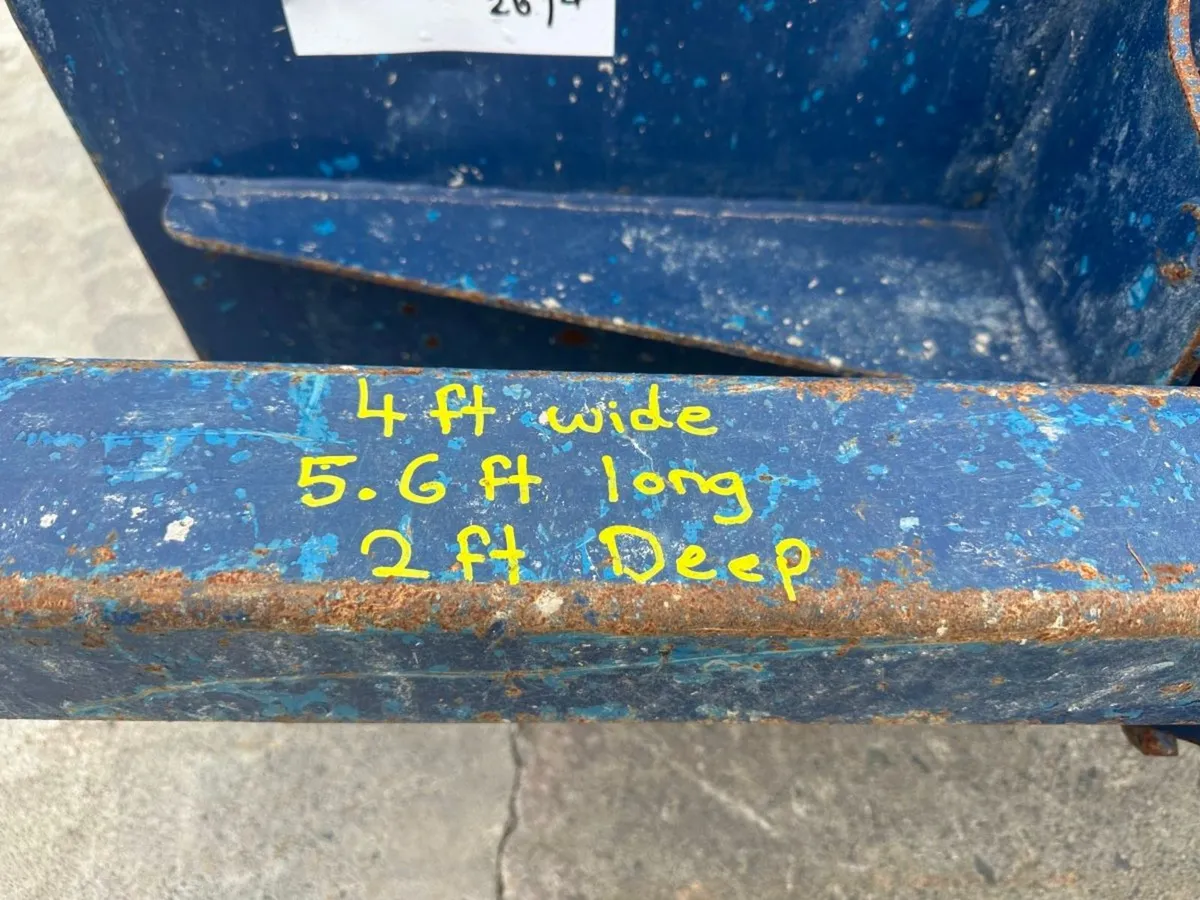 4 ft wide
5.6 ft long
2 ft Deep